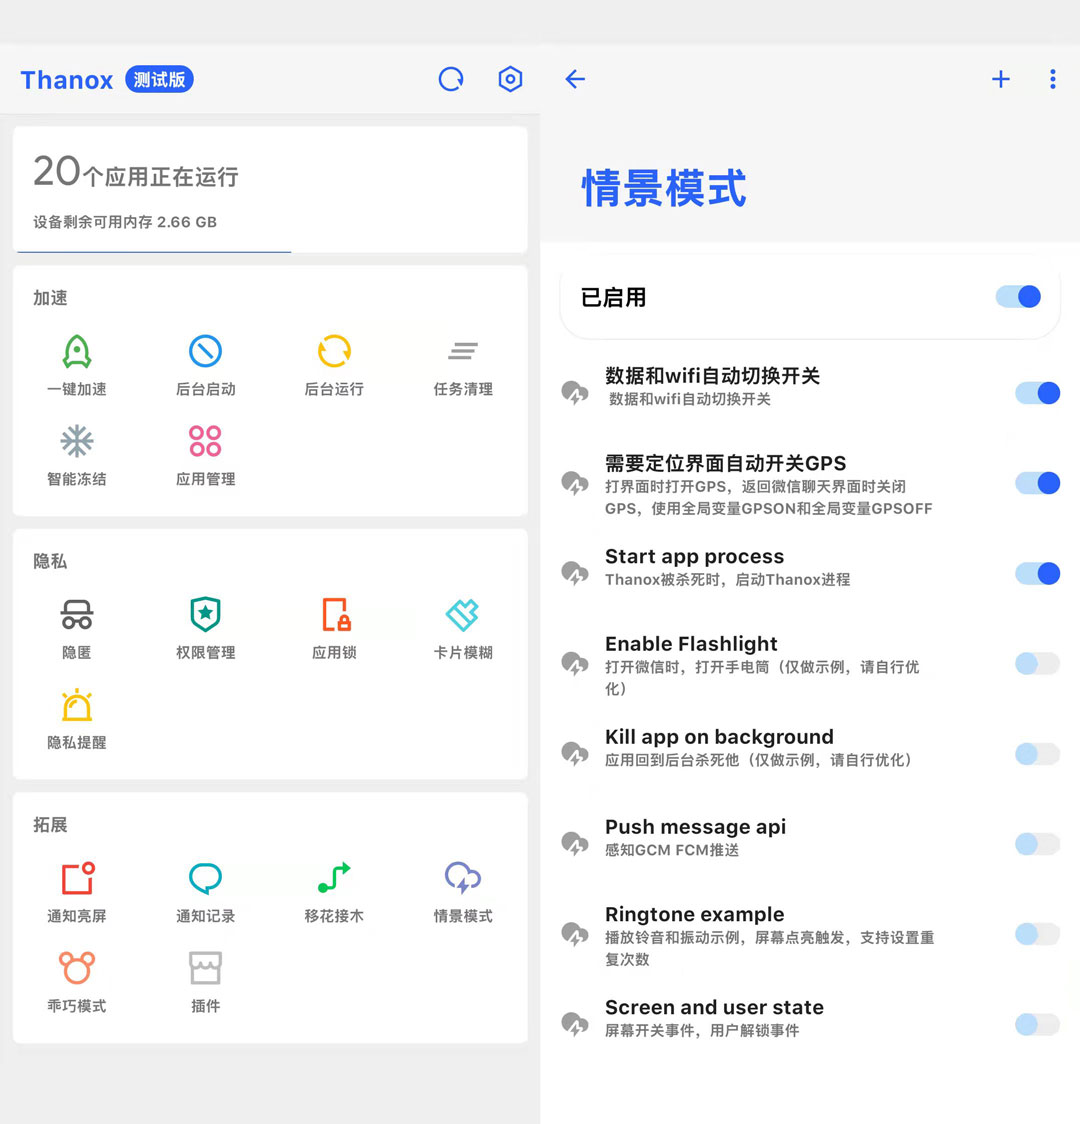 Thanox 测试版
20个应用正在运行
设备剩余可用内存 2.66 GB
加速
一键加速 后台启动 后台运行 任务清理
智能冻结 应用管理
隐私
隐匿 权限管理 应用锁 卡片模糊
隐私提醒
拓展
通知亮屏 通知记录 移花接木 情景模式
乖巧模式 插件
情景模式
已启用
数据和wifi自动切换开关
数据和wifi自动切换开关
需要定位界面自动开关GPS
打界面时打开GPS，返回微信聊天界面时关闭
GPS，使用全局变量GPSON和全局变量GPSOFF
Start app process
Thanox被杀死时，启动Thanox进程
Enable Flashlight
打开微信时，打开手电筒（仅做示例，请自行优
化）
Kill app on background
应用回到后台杀死他（仅做示例，请自行优化）
Push message api
感知GCM FCM推送
Ringtone example
播放铃音和振动示例，屏幕点亮触发，支持设置重
复次数
Screen and user state
屏幕开关事件，用户解锁事件